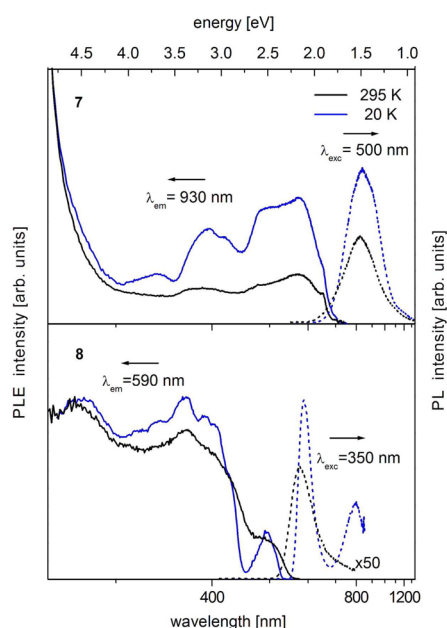 energy [eV]
4.5 4.0 3.5 3.0 2.5 2.0 1.5 1.0
7
295 K
20 K
λexc= 500 nm
λem= 930 nm
PLE intensity [arb. units]
PL intensity [arb. units]
8
λem=590 nm
λexc=350 nm
x50
400 600 800 1000 1200
wavelength [nm]